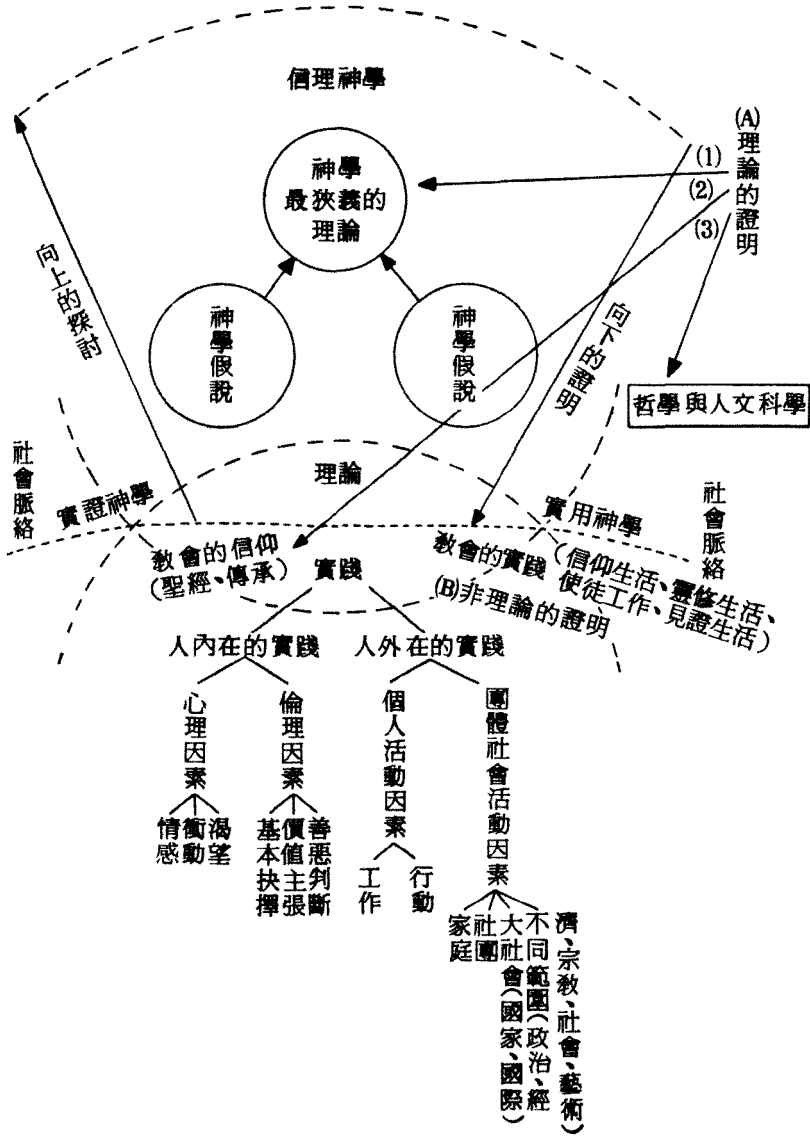 信理神學
(A)理論的證明
(1)
(2)
(3)
神學
最狹義的
理論
向上的探討
神學假說
神學假說
向下的證明
哲學與人文科學
社會脈絡
理論
實證神學
實用神學
社會脈絡
教會的信仰
(聖經、傳承)
實踐
教會的實踐
(信仰生活、靈修生活、
使徒工作、見證生活)
(B)非理論的證明
人內在的實踐
人外在的實踐
心理因素
倫理因素
個人活動因素
團體社會活動因素
情感
衝動
渴望
基本抉擇
價值主張
善惡判斷
工作
行動
家庭
社團
大社會(國家、國際)
不同範圍(政治、經
濟、宗教、社會、藝術)